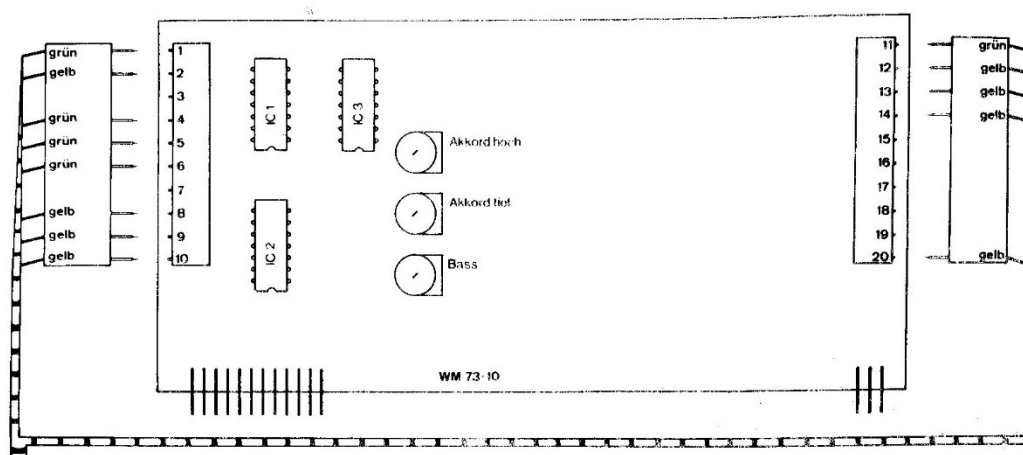 grün
gelb
grün
grün
grün
gelb
gelb
gelb
1
2
3
4
5
6
7
8
9
10
IC 1
IC 3
IC 2
Akkord hoch
Akkord tief
Bass
WM 73-10
11
12
13
14
15
16
17
18
19
20
grün
gelb
gelb
gelb
gelb